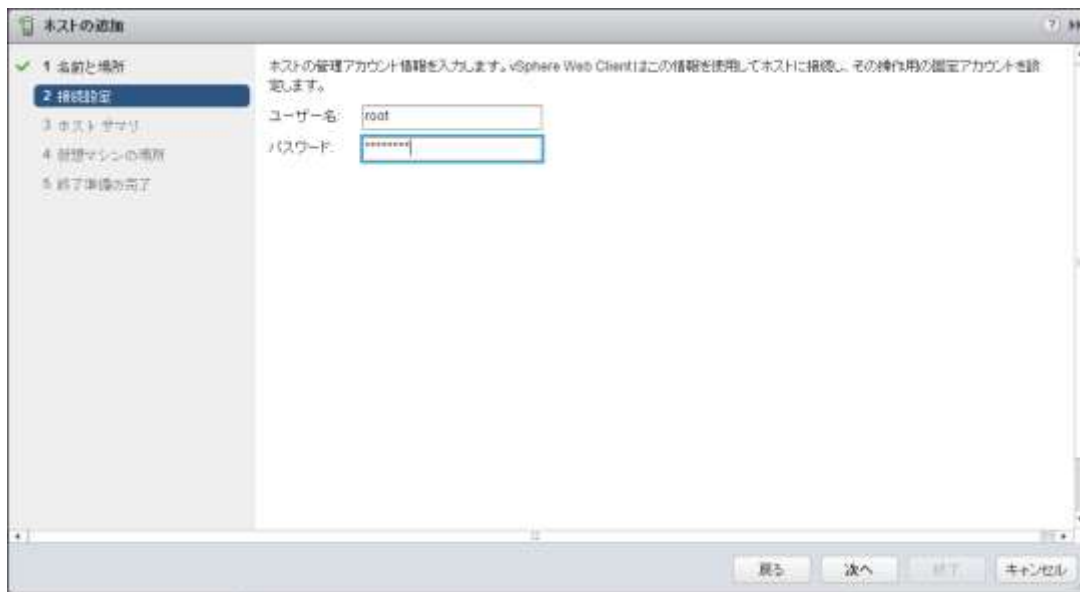 ホストの追加
?
1 名前と場所
2 接続設定
3 ホスト サマリ
4 仮想マシンの場所
5 終了準備の完了
ホストの管理アカウント情報を入力します。vSphere Web Clientはこの情報を使用してホストに接続し、その操作用の固定アカウントを設
定します。
ユーザー名: root
パスワード: ********
戻る 次へ 終了 キャンセル